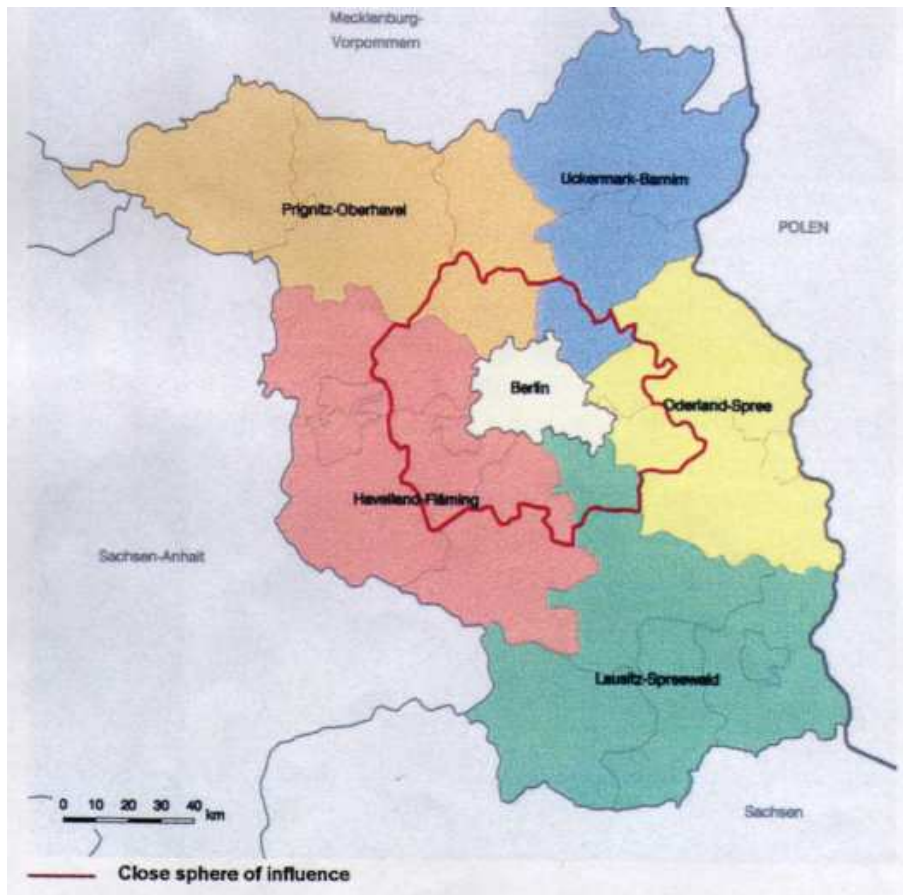 Mecklenburg-
Vorpommern
Uckermark-Barnim
Prignitz-Oberhavel
POLEN
Berlin
Oderland-Spree
Havelland-Fläming
Sachsen-Anhalt
Lausitz-Spreewald
0 10 20 30 40
km
Sachsen
Close sphere of influence